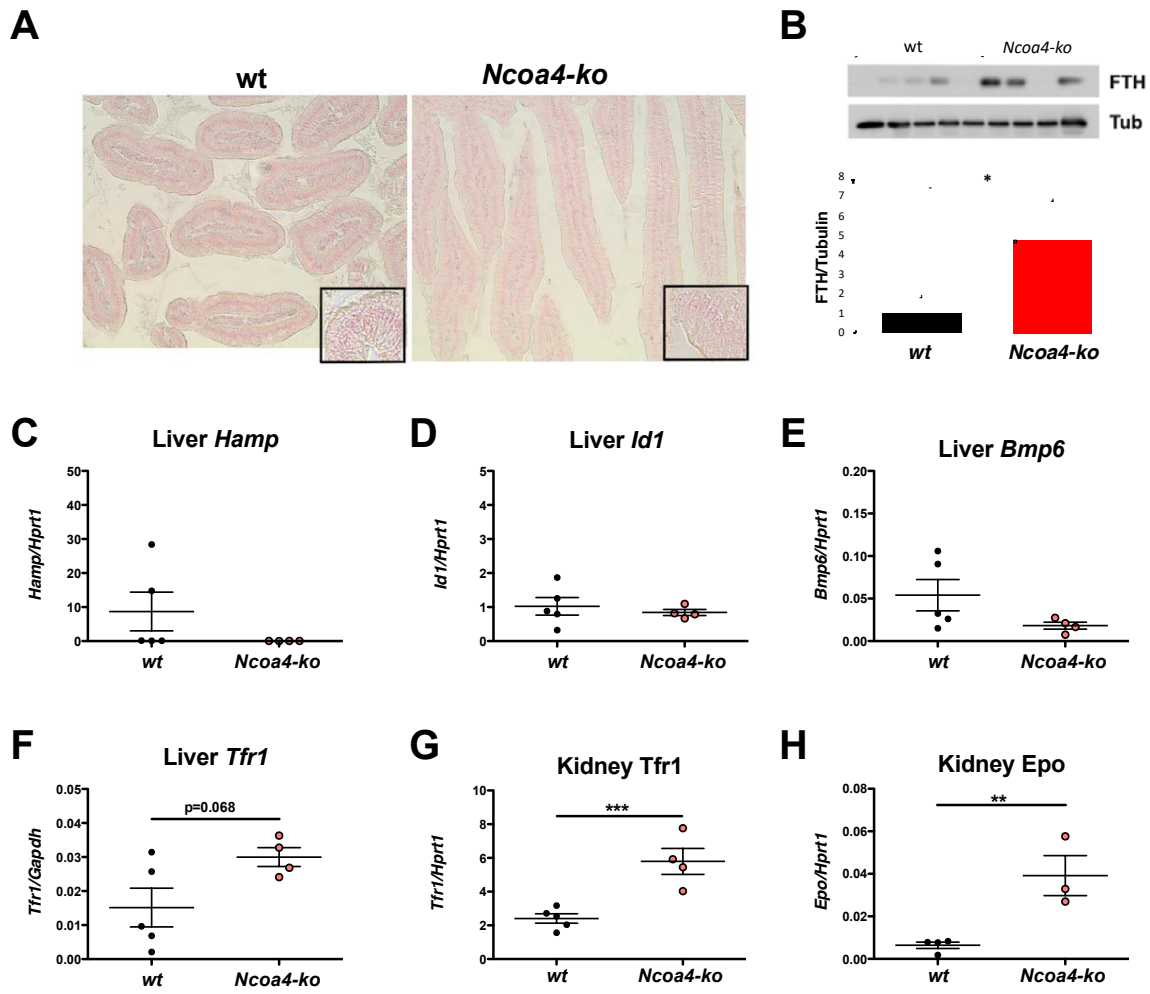 A
wt
Ncoa4-ko
B
wt
Ncoa4-ko
FTH
Tub
8
7
6
5
4
3
2
1
0
*
FTH/Tubulin
wt
Ncoa4-ko
C
Liver Hamp
50
40
30
20
10
0
Hamp/Hprt1
wt
Ncoa4-ko
D
Liver Id1
5
4
3
2
1
0
Id1/Hprt1
wt
Ncoa4-ko
E
Liver Bmp6
0.20
0.15
0.10
0.05
0.00
Bmp6/Hprt1
wt
Ncoa4-ko
F
Liver Tfr1
0.05
0.04
0.03
0.02
0.01
0.00
p=0.068
Tfr1/Gapdh
wt
Ncoa4-ko
G
Kidney Tfr1
10
8
6
4
2
0
***
Tfr1/Hprt1
wt
Ncoa4-ko
H
Kidney Epo
0.08
0.06
0.04
0.02
0.00
**
Epo/Hprt1
wt
Ncoa4-ko